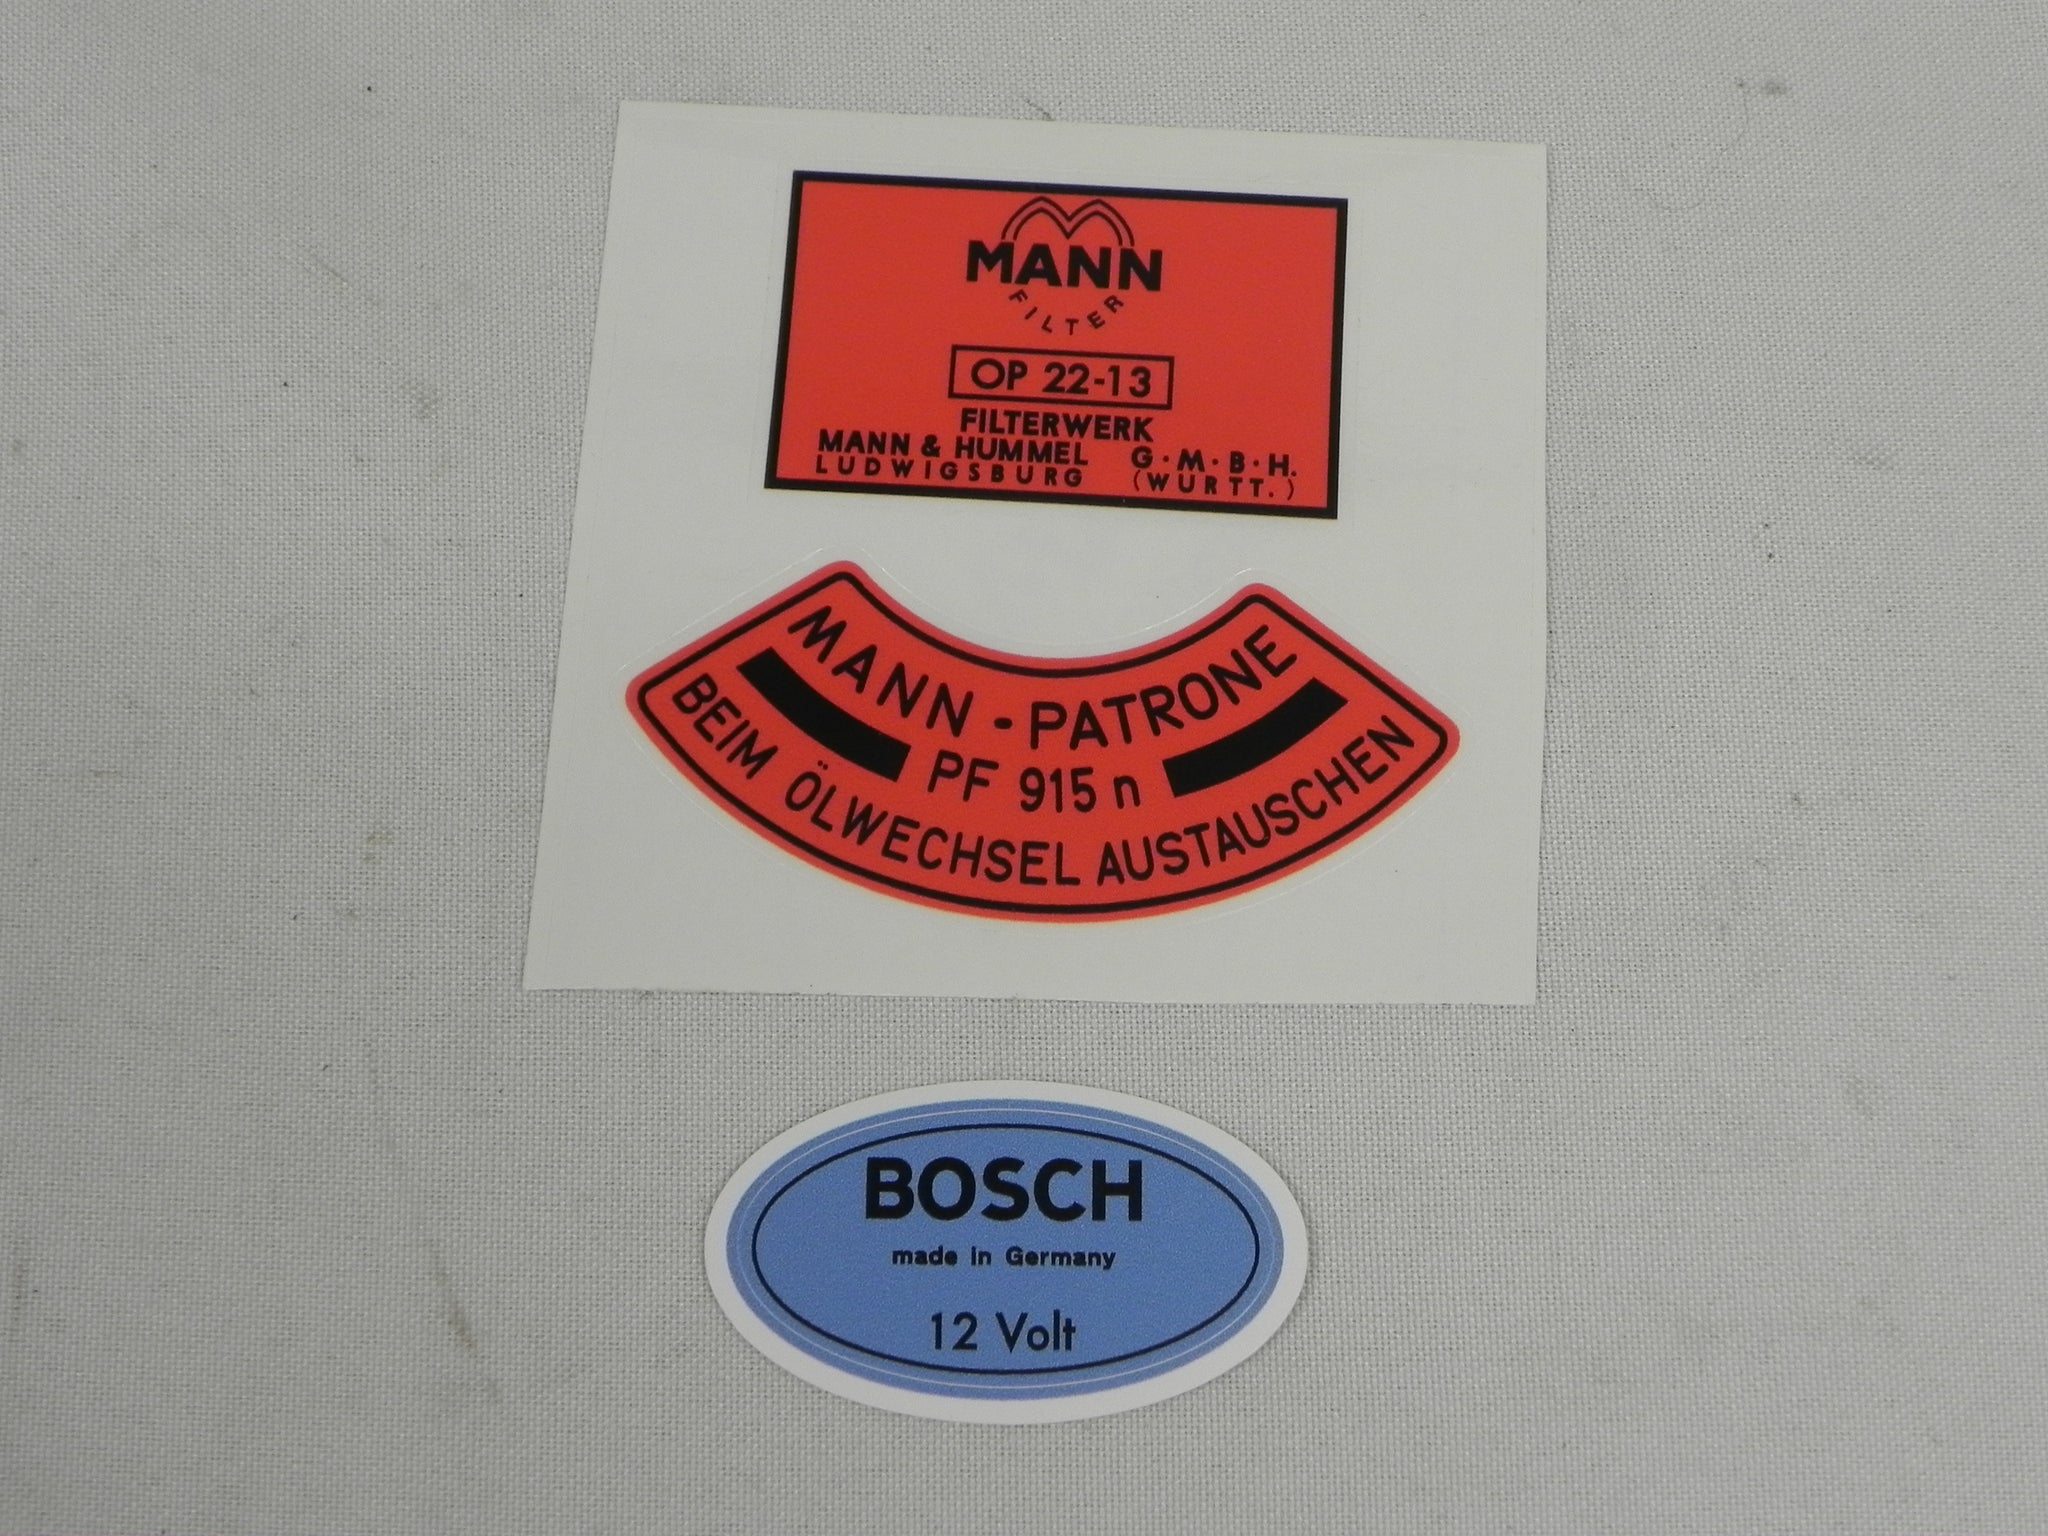 MANN
FILTER
OP 22-13
FILTERWERK
MANN & HUMMEL G·M·B·H.
LUDWIGSBURG (WURTT.)
MANN - PATRONE
PF 915 n
BEIM ÖLWECHSEL AUSTAUSCHEN
BOSCH
made in Germany
12 Volt